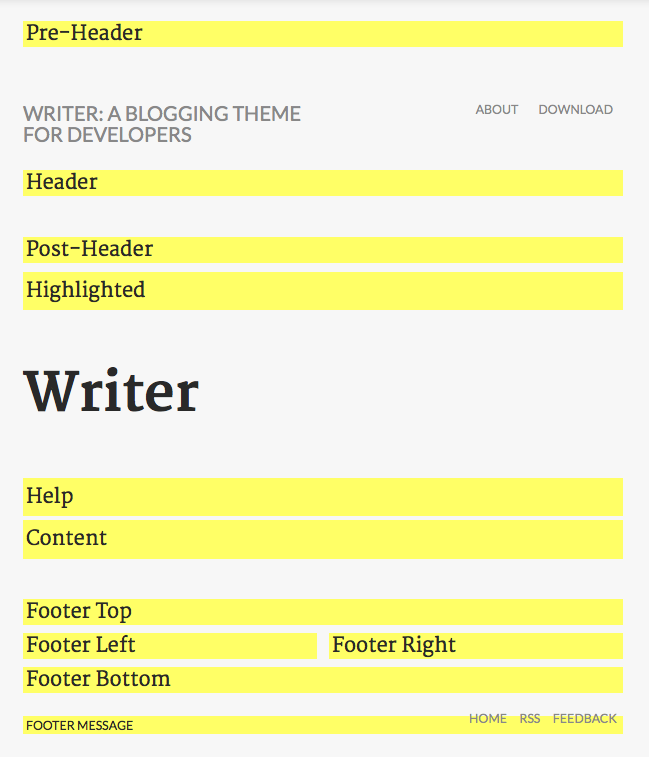 Pre-Header
WRITER: A BLOGGING THEME
FOR DEVELOPERS
ABOUT DOWNLOAD
Header
Post-Header
Highlighted
Writer
Help
Content
Footer Top
Footer Left
Footer Right
Footer Bottom
FOOTER MESSAGE
HOME RSS FEEDBACK